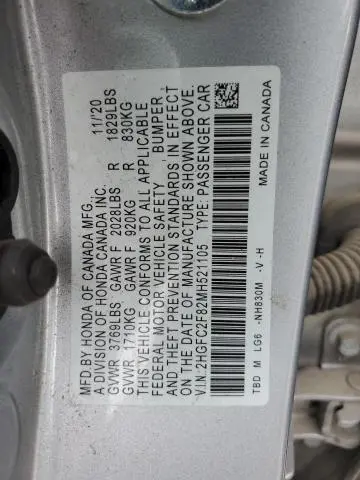 MFD.BY HONDA OF CANADA MFG. 11/'20
A DIVISION OF HONDA CANADA INC.
GVWR 3769LBS GAWR F 2028LBS R 1829LBS
GVWR 1710KG GAWR F 920KG R 830KG
THIS VEHICLE CONFORMS TO ALL APPLICABLE
FEDERAL MOTOR VEHICLE SAFETY, BUMPER,
AND THEFT PREVENTION STANDARDS IN EFFECT
ON THE DATE OF MANUFACTURE SHOWN ABOVE.
V.I.N:2HGFC2F82MH521105 TYPE: PASSENGER CAR
TBD M LG6 -NH830M -V -H
MADE IN CANADA